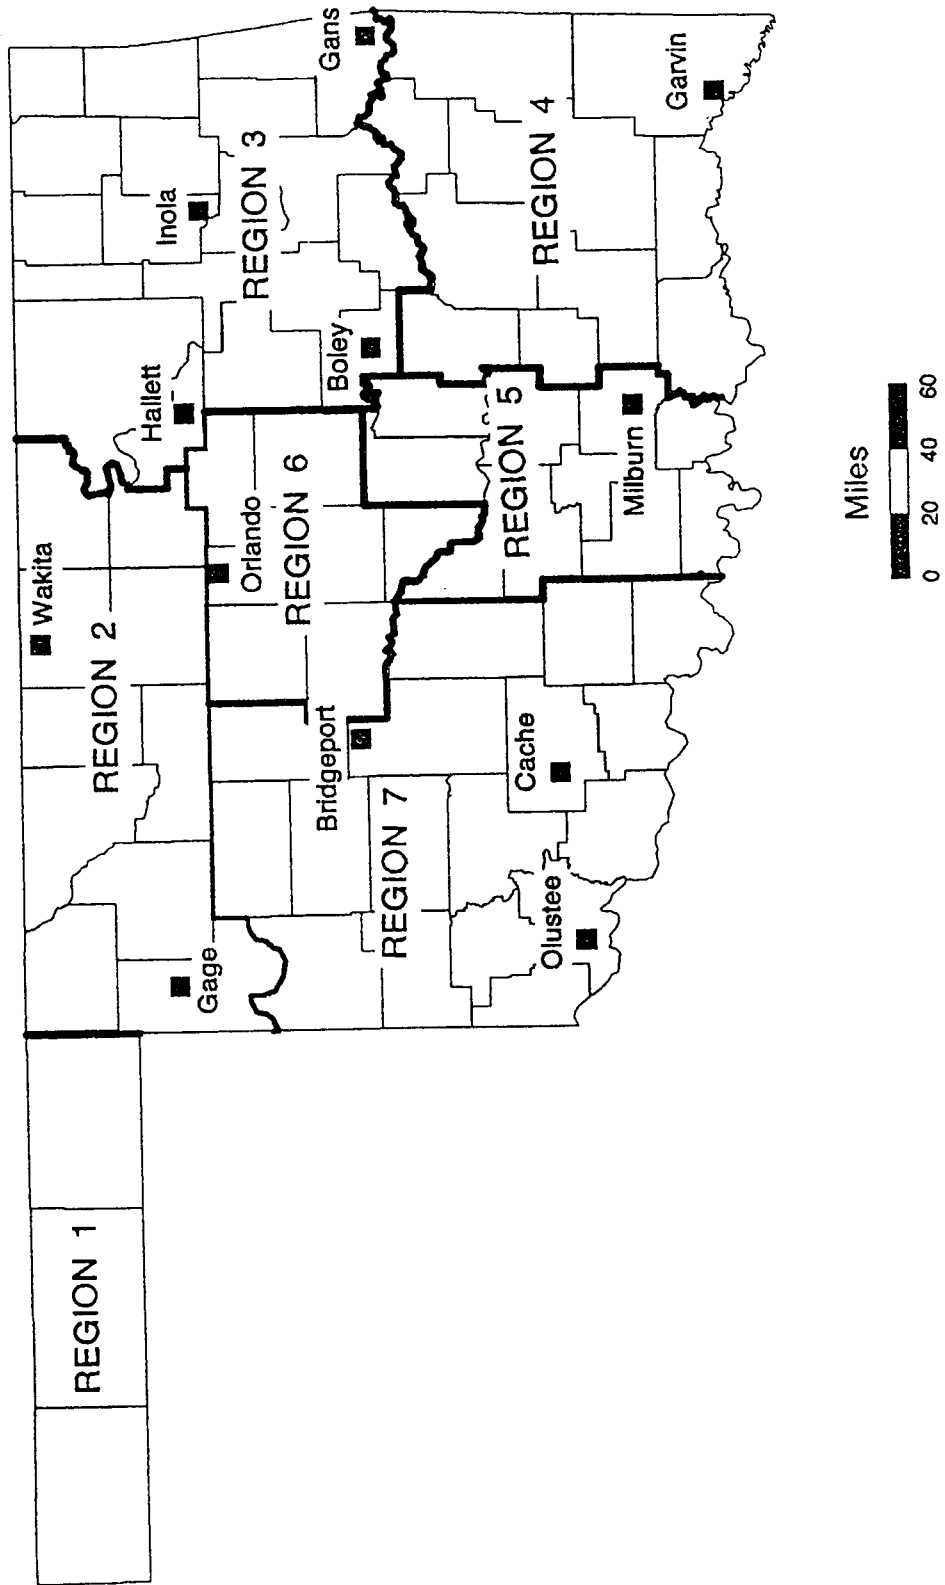 REGION 1
REGION 2
Wakita
Gage
Hallett
Inola
REGION 3
Orlando
REGION 6
Boley
Gans
Bridgeport
REGION 7
REGION 5
REGION 4
Cache
Olustee
Milburn
Garvin
Miles
0 20 40 60